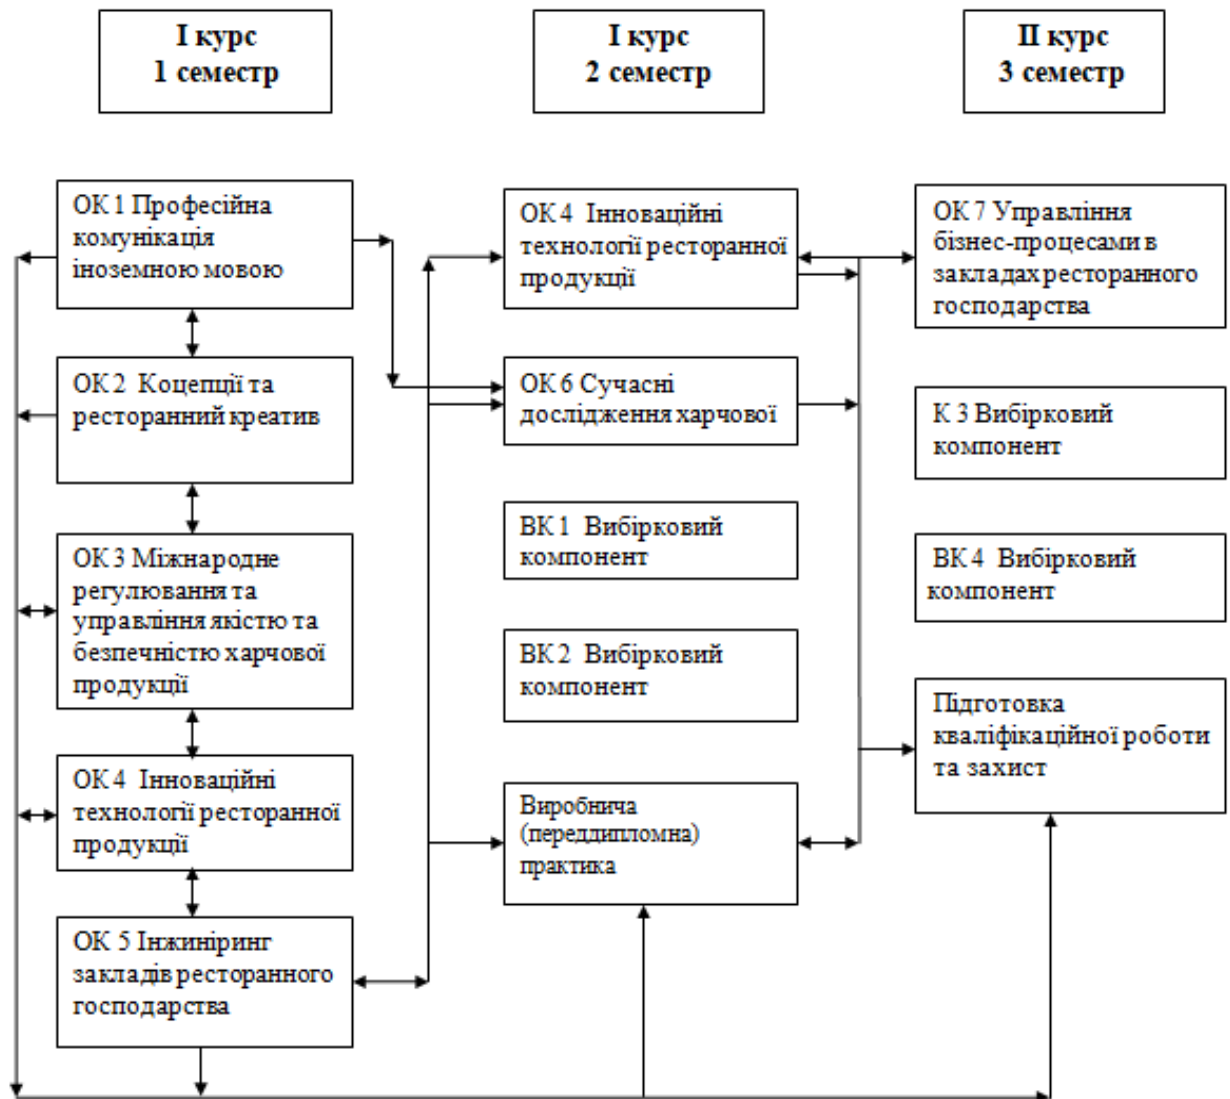 I курс
1 семестр
I курс
2 семестр
II курс
3 семестр
ОК 1 Професійна
комунікація
іноземною мовою
ОК 2 Коцепції та
ресторанний креатив
ОК 3 Міжнародне
регулювання та
управління якістю та
безпечністю харчової
продукції
ОК 4 Інноваційні
технології ресторанної
продукції
ОК 5 Інжиніринг
закладів ресторанного
господарства
ОК 4 Інноваційні
технології ресторанної
продукції
ОК 6 Сучасні
дослідження харчової
ВК 1 Вибірковий
компонент
ВК 2 Вибірковий
компонент
Виробнича
(переддипломна)
практика
ОК 7 Управління
бізнес-процесами в
закладах ресторанного
господарства
К 3 Вибірковий
компонент
ВК 4 Вибірковий
компонент
Підготовка
кваліфікаційної роботи
та захист